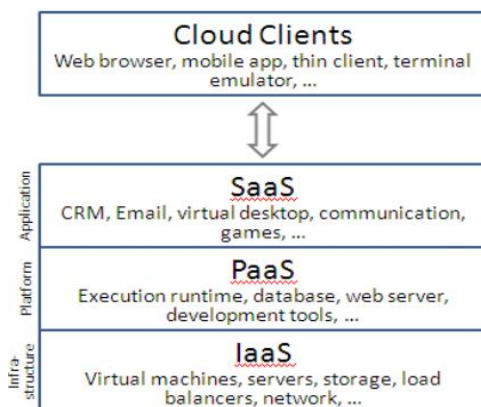 Cloud Clients
Web browser, mobile app, thin client, terminal
emulator, ...
Application
SaaS
CRM, Email, virtual desktop, communication,
games, ...
Platform
PaaS
Execution runtime, database, web server,
development tools, ...
Infra-
structure
IaaS
Virtual machines, servers, storage, load
balancers, network, ...